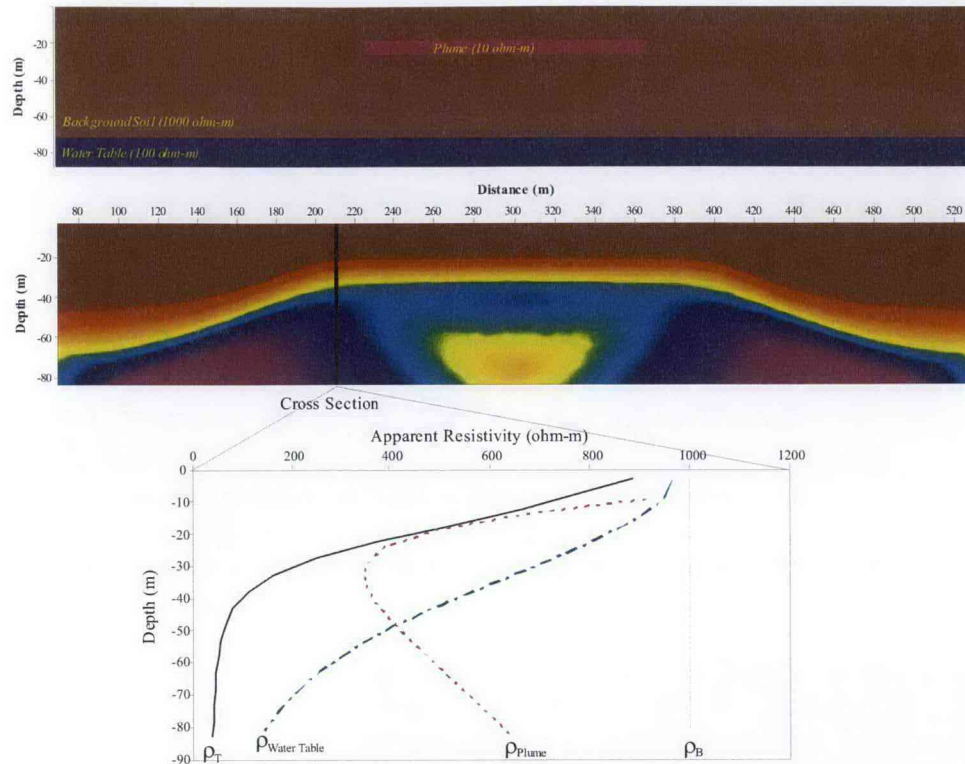 Plume (10 ohm-m)
-20
-40
-60
-80
Depth (m)
Background Soil (1000 ohm-m)
Water Table (100 ohm-m)
Distance (m)
80 100 120 140 160 180 200 220 240 260 280 300 320 340 360 380 400 420 440 460 480 500 520
-20
-40
-60
-80
Depth (m)
Cross Section
Apparent Resistivity (ohm-m)
0 200 400 600 800 1000 1200
0
-10
-20
-30
-40
-50
-60
-70
-80
-90
Depth (m)
ρT ρWater Table ρPlume ρB